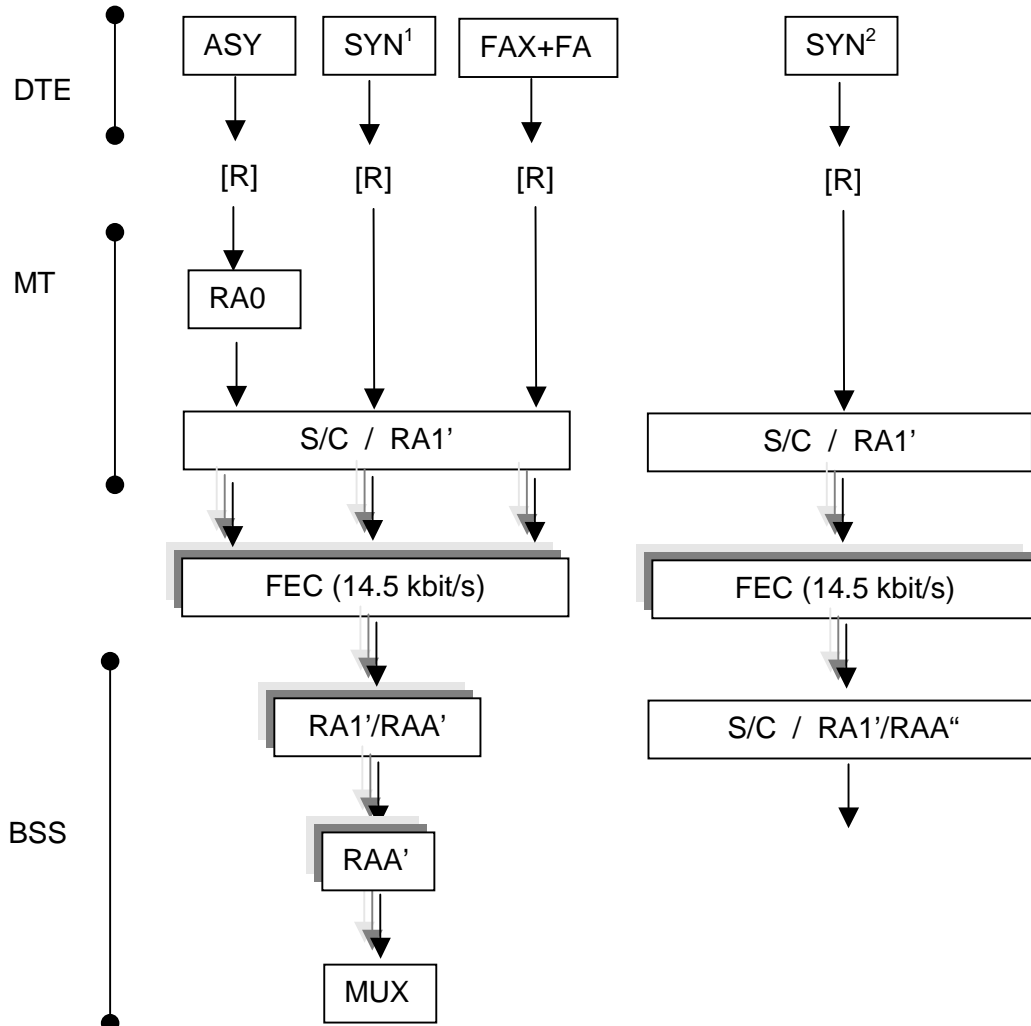 ASY SYN¹ FAX+FA SYN²
DTE
[R] [R] [R] [R]
MT
RA0
S/C / RA1’ S/C / RA1’
FEC (14.5 kbit/s) FEC (14.5 kbit/s)
RA1’/RAA’ S/C / RA1’/RAA“
BSS
RAA’
MUX